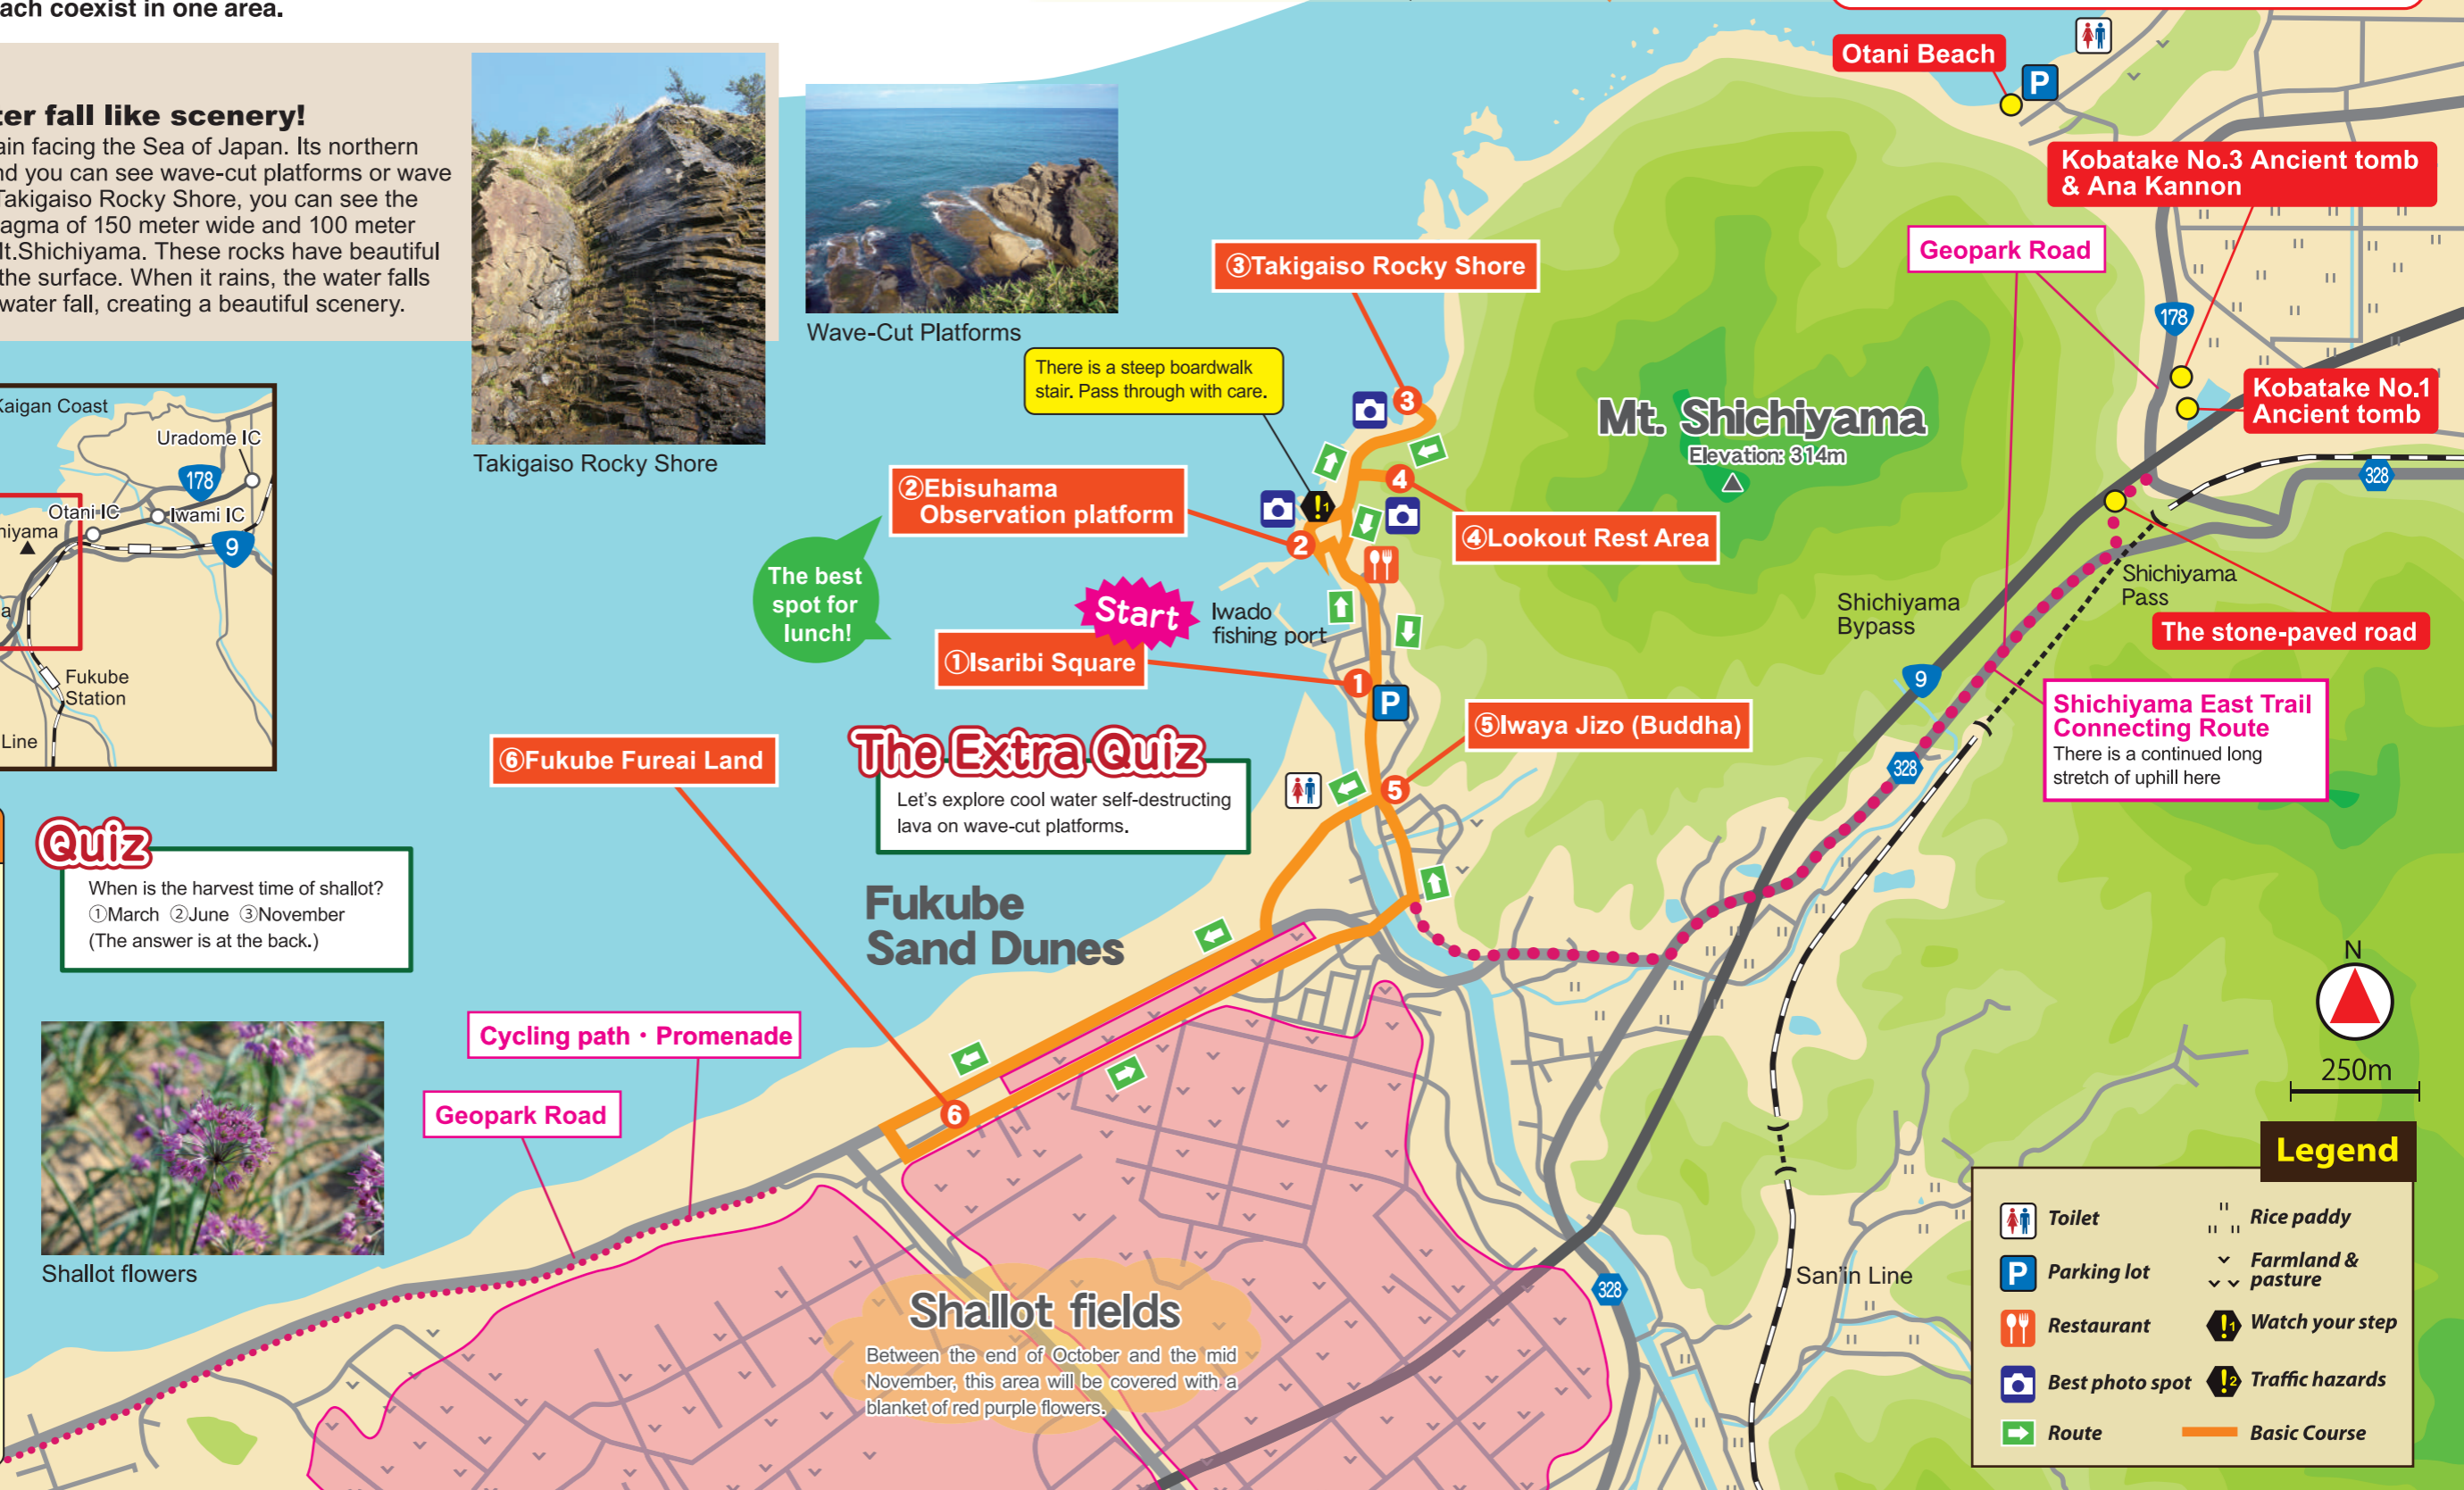 ach coexist in one area.
ter fall like scenery!
ain facing the Sea of Japan. Its northern
nd you can see wave-cut platforms or wave
Takigaiso Rocky Shore, you can see the
agma of 150 meter wide and 100 meter
Mt.Shichiyama. These rocks have beautiful
the surface. When it rains, the water falls
water fall, creating a beautiful scenery.
Takigaiso Rocky Shore
Wave-Cut Platforms
There is a steep boardwalk
stair. Pass through with care.
③Takigaiso Rocky Shore
3
②Ebisuhama
Observation platform
2
!1
4
④Lookout Rest Area
The best
spot for
lunch!
Start
Iwado
fishing port
①Isaribi Square
1
P
⑤Iwaya Jizo (Buddha)
5
⑥Fukube Fureai Land
6
The Extra Quiz
Let's explore cool water self-destructing
lava on wave-cut platforms.
Mt. Shichiyama
Elevation: 314m
Otani Beach
P
Kobatake No.3 Ancient tomb
& Ana Kannon
Geopark Road
178
Kobatake No.1
Ancient tomb
328
Shichiyama
Pass
Shichiyama
Bypass
The stone-paved road
9
Shichiyama East Trail
Connecting Route
There is a continued long
stretch of uphill here
328
Kaigan Coast
Uradome IC
178
Otani IC
Iwami IC
hiyama
9
a
Fukube
Station
Line
Quiz
When is the harvest time of shallot?
①March ②June ③November
(The answer is at the back.)
Shallot flowers
Fukube
Sand Dunes
Cycling path・Promenade
Geopark Road
Shallot fields
Between the end of October and the mid
November, this area will be covered with a
blanket of red purple flowers.
328
San'in Line
N
250m
Legend
Toilet
Rice paddy
P Parking lot
Farmland &
pasture
Restaurant
!1 Watch your step
Best photo spot
!2 Traffic hazards
Route
Basic Course